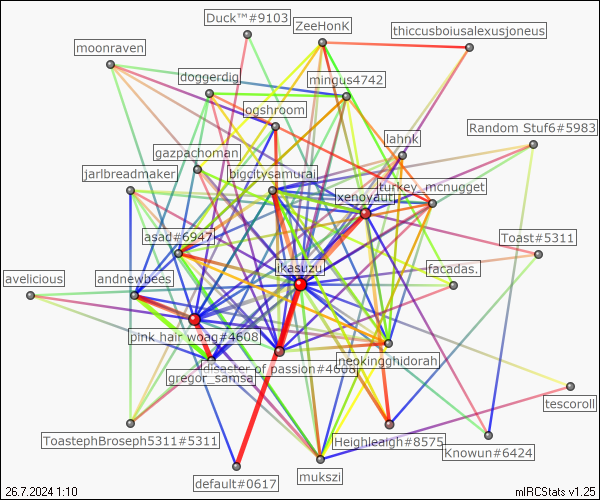 Duck™#9103
ZeeHonK
thiccusboiusalexusjoneus
moonraven
doggerdig
mingus4742
ogshroom
Random Stuf6#5983
lahnk
gazpachoman
jarlbreadmaker
bigcitysamurai
turkey_mcnugget
xenoyaut
asad#6947
Toast#5311
ikasuzu
facadas.
avelicious
andnewbees
pink hair woag#4608
neokingghidorah
disaster of passion#4608
gregor_samsa
tescoroll
ToastephBroseph5311#5311
Heighleaigh#8575
Knowun#6424
mukszi
default#0617
26.7.2024 1:10
mIRCStats v1.25